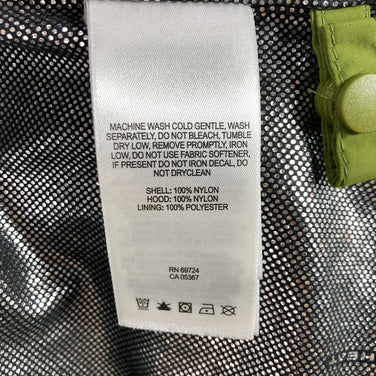 MACHINE WASH COLD GENTLE, WASH
SEPARATELY, DO NOT BLEACH, TUMBLE
DRY LOW, REMOVE PROMPTLY, IRON
LOW, DO NOT USE FABRIC SOFTENER,
IF PRESENT DO NOT IRON DECAL, DO
NOT DRYCLEAN
SHELL: 100% NYLON
HOOD: 100% NYLON
LINING: 100% POLYESTER
RN 69724
CA 05367